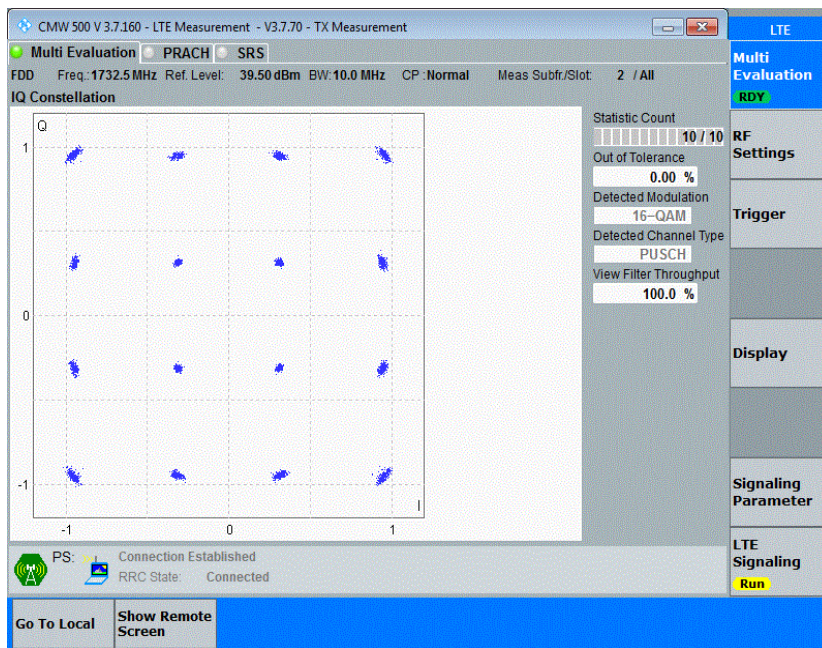 CMW 500 V 3.7.160 - LTE Measurement - V3.7.70 - TX Measurement
LTE
Multi Evaluation PRACH SRS
Multi
Evaluation
RDY
FDD Freq.: 1732.5 MHz Ref. Level: 39.50 dBm BW: 10.0 MHz CP : Normal Meas Subfr./Slot: 2 / All
IQ Constellation
Q
1
0
-1
I
-1 0 1
Statistic Count
10 / 10
Out of Tolerance
0.00 %
Detected Modulation
16-QAM
Detected Channel Type
PUSCH
View Filter Throughput
100.0 %
RF
Settings
Trigger
Display
Signaling
Parameter
LTE
Signaling
Run
PS: Connection Established
RRC State: Connected
Go To Local
Show Remote
Screen